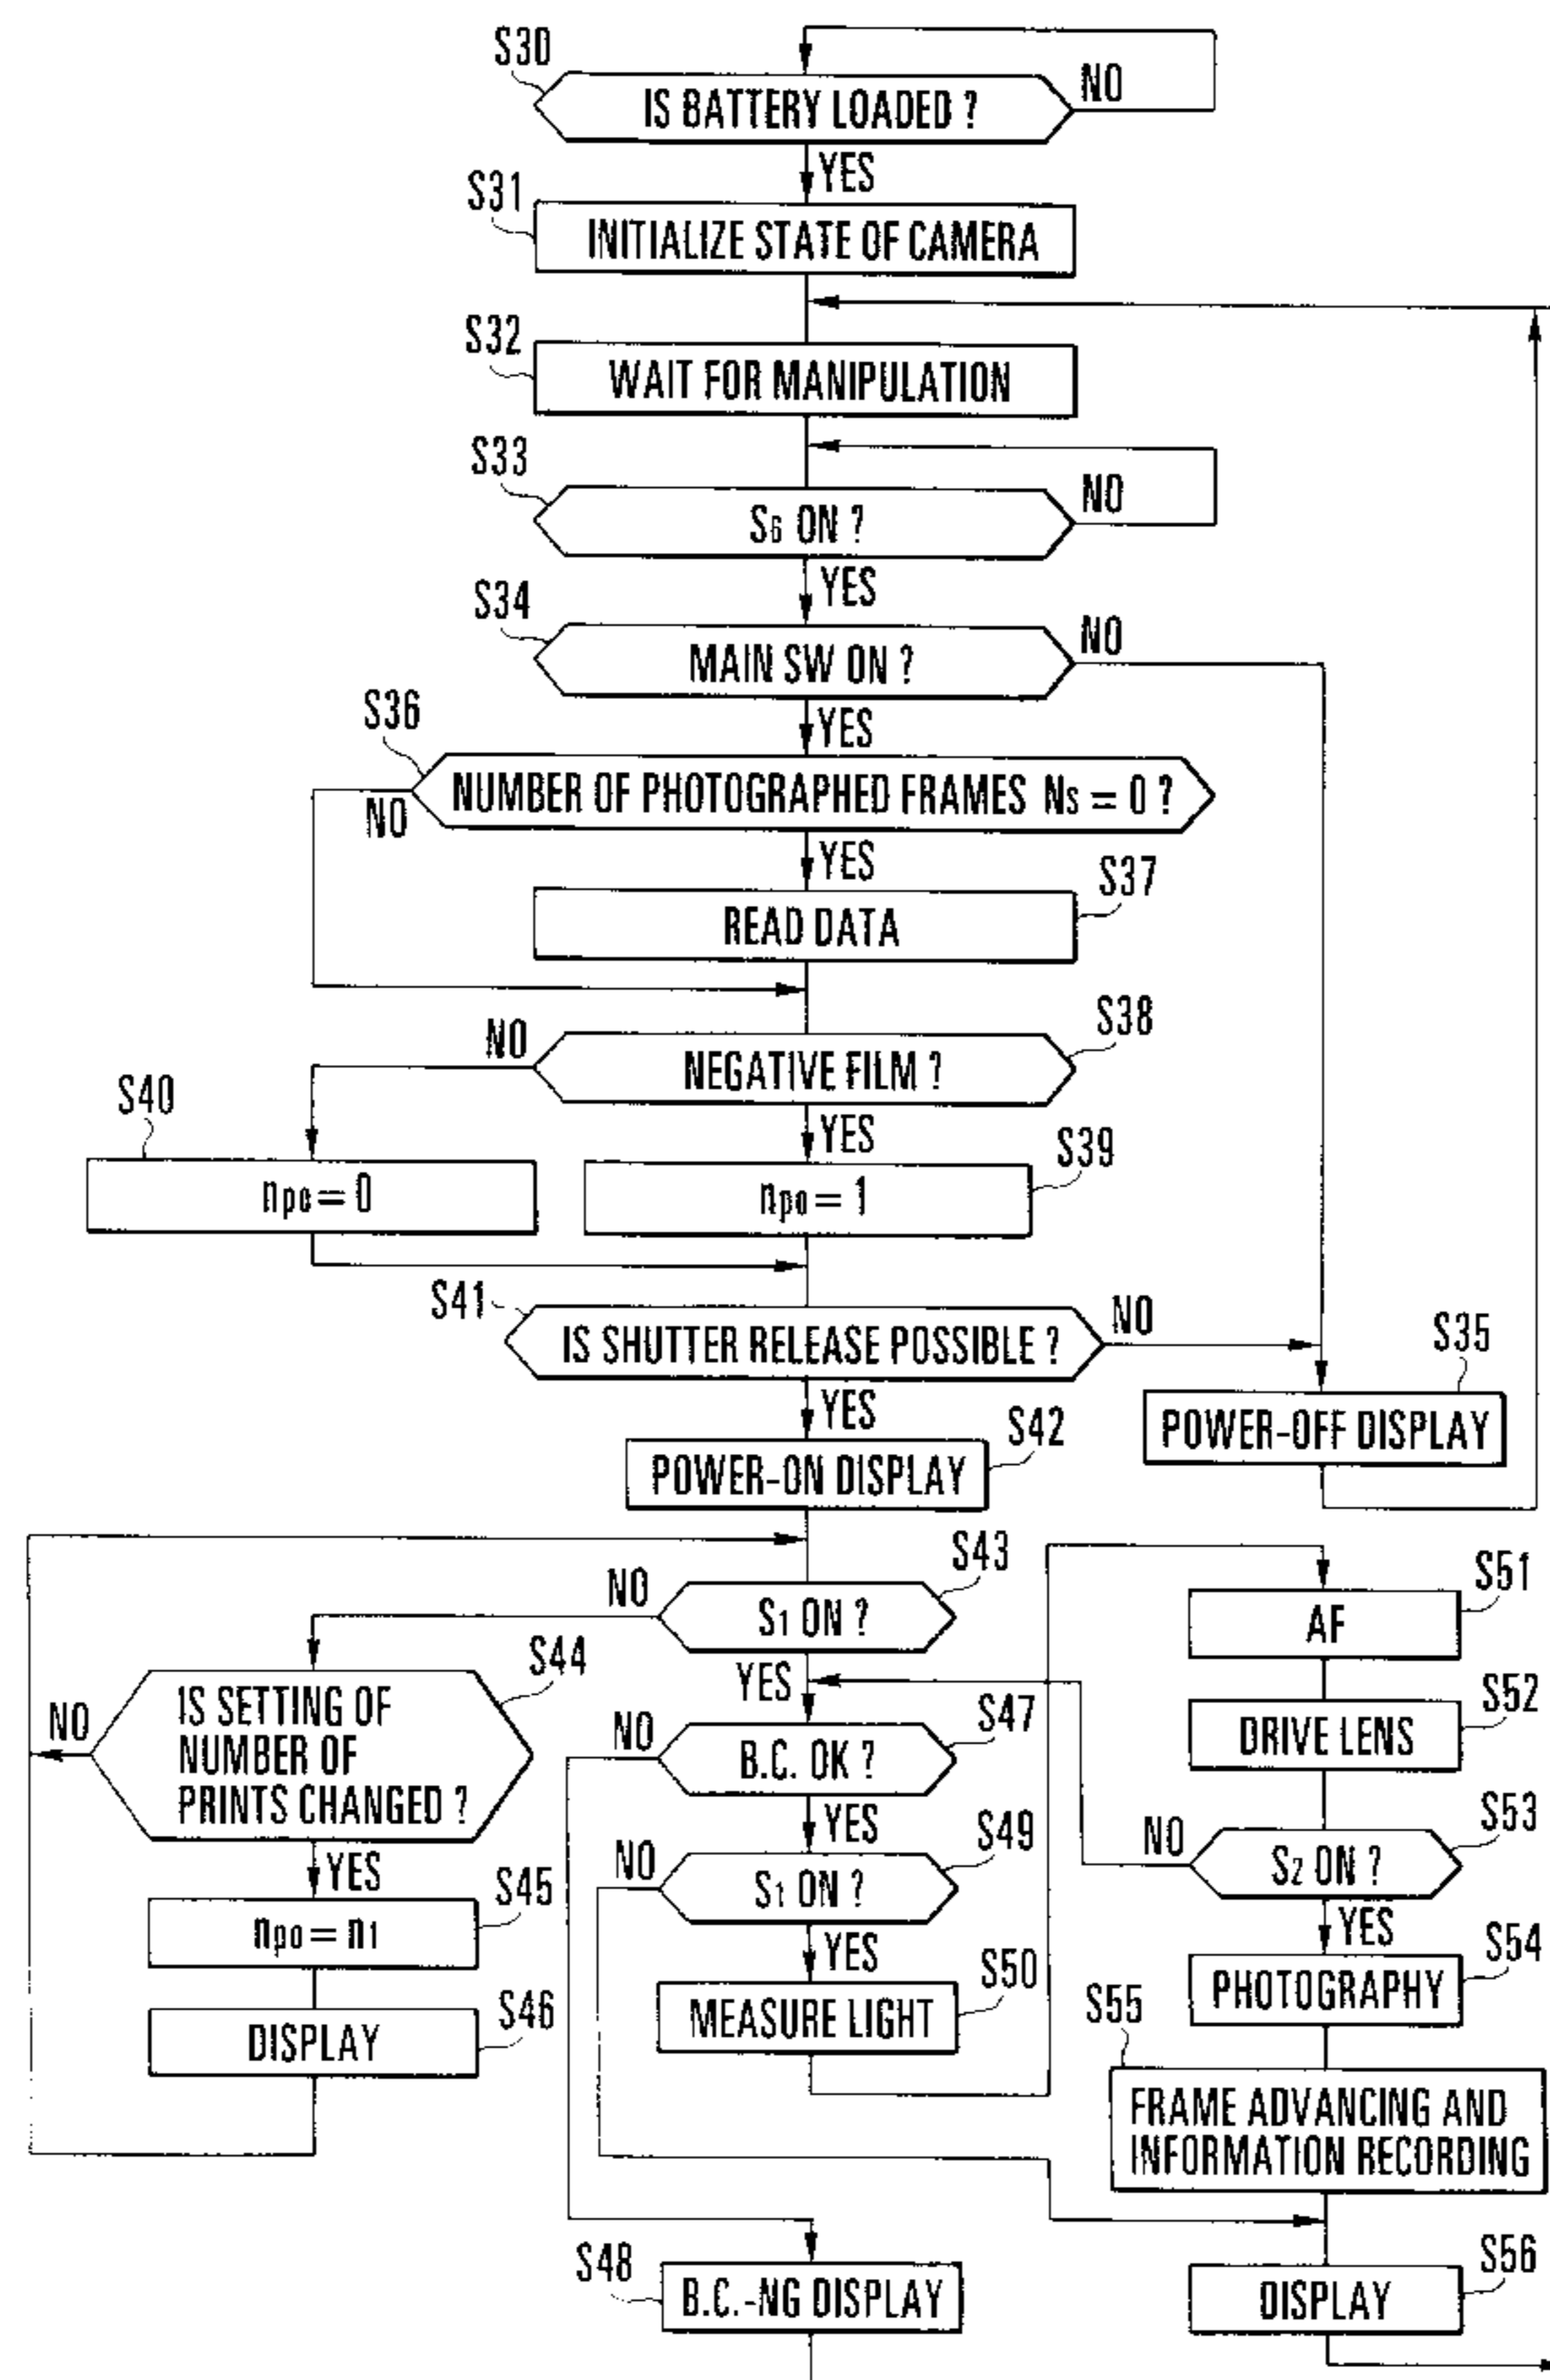 S30
IS BATTERY LOADED ?
NO
YES
S31
INITIALIZE STATE OF CAMERA
S32
WAIT FOR MANIPULATION
S33
S6 ON ?
NO
YES
S34
MAIN SW ON ?
NO
YES
S36
NUMBER OF PHOTOGRAPHED FRAMES NS = 0 ?
NO
YES
S37
READ DATA
S38
NO
NEGATIVE FILM ?
YES
S40
npo = 0
S39
npo = 1
S41
IS SHUTTER RELEASE POSSIBLE ?
NO
YES
S35
POWER-OFF DISPLAY
S42
POWER-ON DISPLAY
S43
NO
S1 ON ?
YES
S44
IS SETTING OF
NUMBER OF
PRINTS CHANGED ?
NO
YES
S45
npo = n1
S46
DISPLAY
S47
NO
B.C. OK ?
YES
S49
NO
S1 ON ?
YES
S50
MEASURE LIGHT
S48
B.C.-NG DISPLAY
S51
AF
S52
DRIVE LENS
S53
NO
S2 ON ?
YES
S54
PHOTOGRAPHY
S55
FRAME ADVANCING AND
INFORMATION RECORDING
S56
DISPLAY